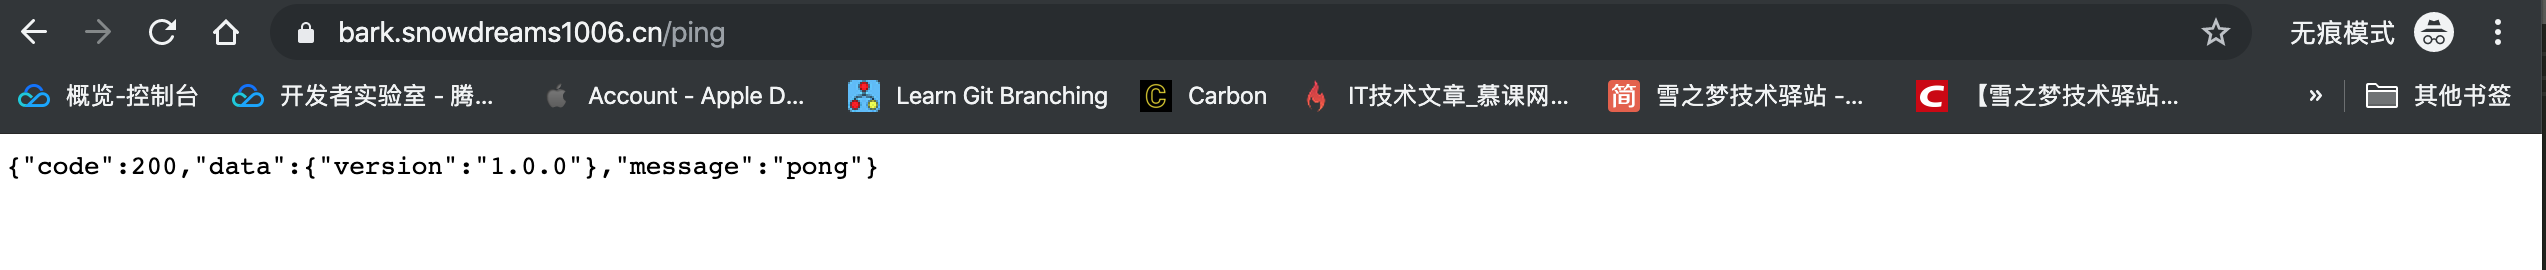 bark.snowdreams1006.cn/ping 无痕模式
概览-控制台 开发者实验室 - 腾... Account - Apple D... Learn Git Branching Carbon IT技术文章_慕课网... 雪之梦技术驿站 -... 【雪之梦技术驿站... » 其他书签
{"code":200,"data":{"version":"1.0.0"},"message":"pong"}